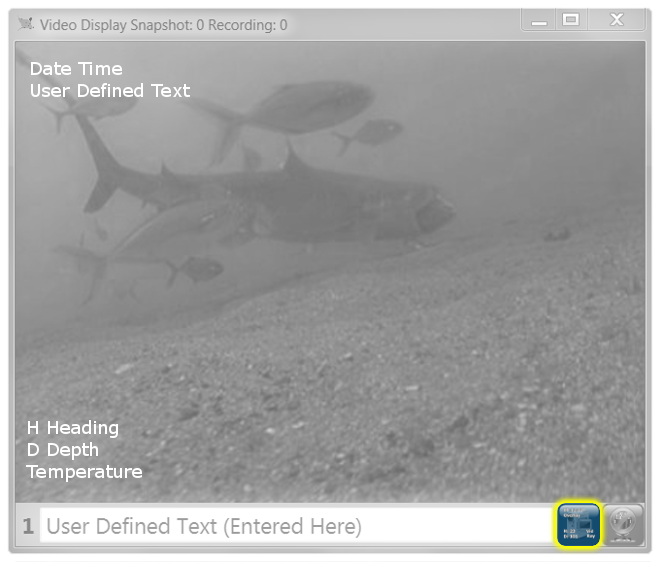 Video Display Snapshot: 0 Recording: 0
Date Time
User Defined Text
H Heading
D Depth
Temperature
1 User Defined Text (Entered Here)